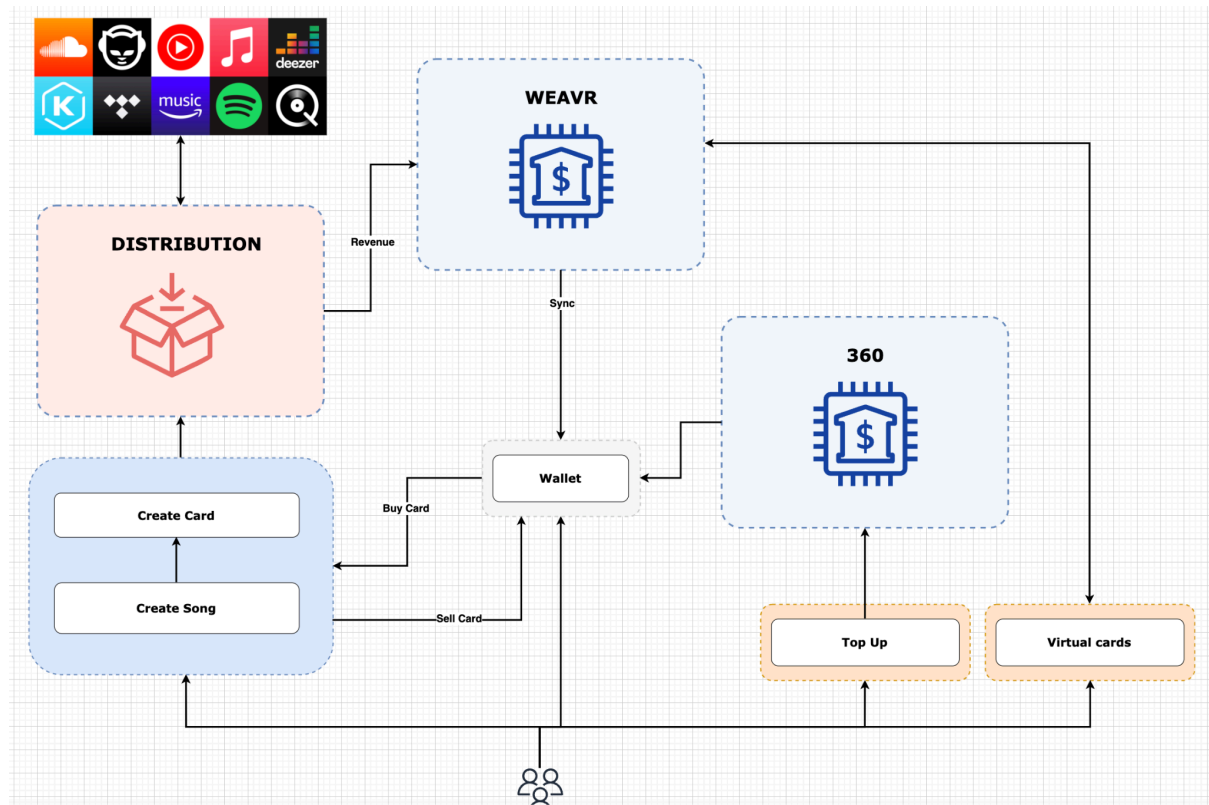 deezer
K
music
WEAVR
$
DISTRIBUTION
Revenue
Sync
360
$
Wallet
Create Card
Buy Card
Create Song
Sell Card
Top Up
Virtual cards